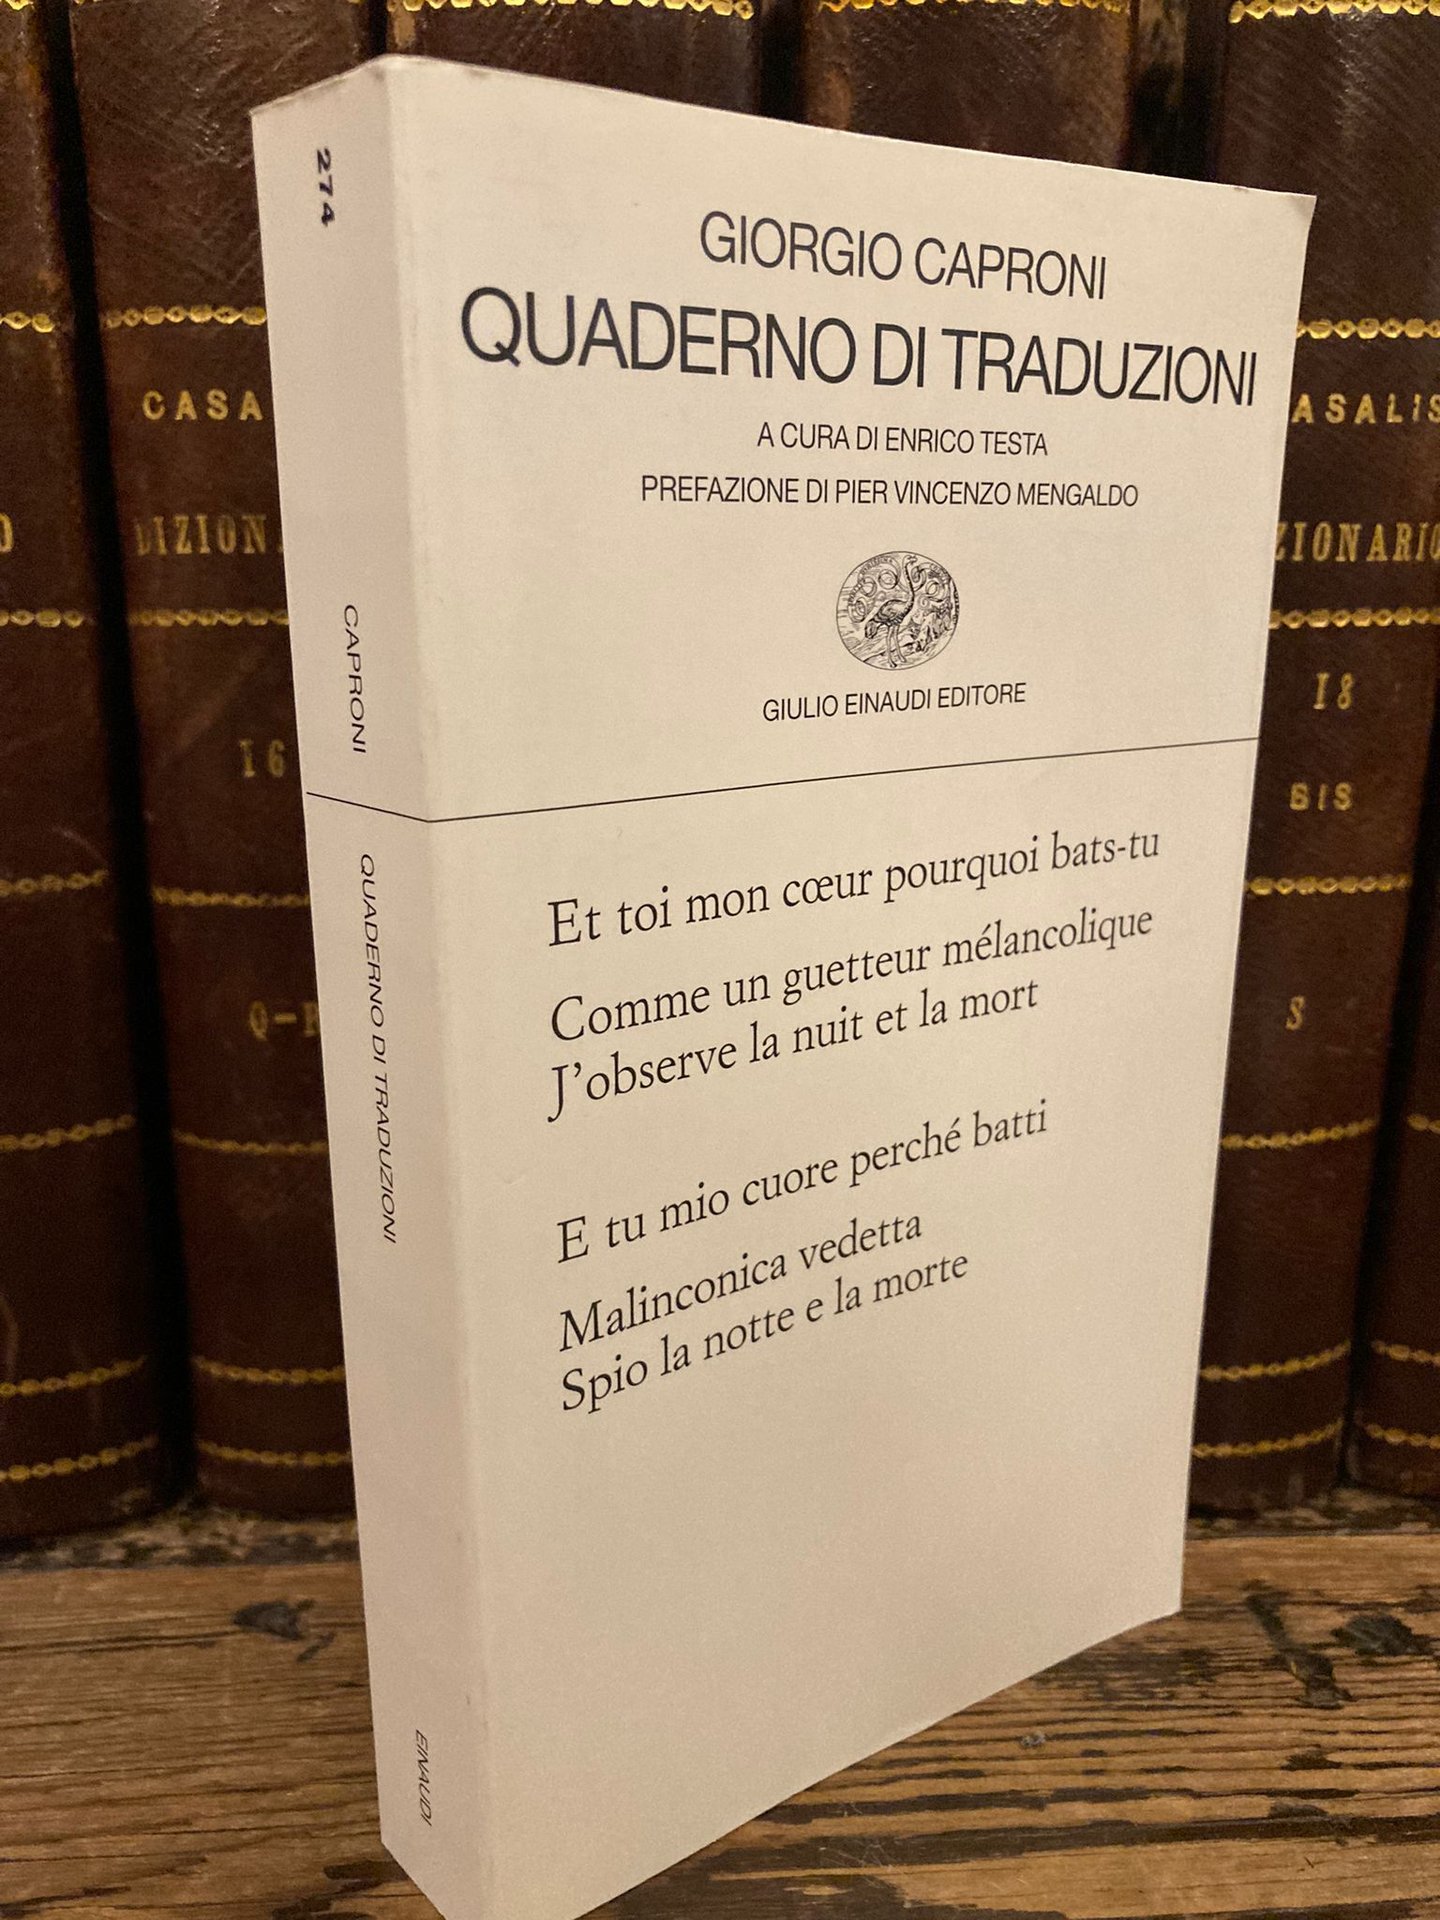 GIORGIO CAPRONI
QUADERNO DI TRADUZIONI
A CURA DI ENRICO TESTA
PREFAZIONE DI PIER VINCENZO MENGALDO
GIULIO EINAUDI EDITORE
Et toi mon cœur pourquoi bats-tu
Comme un guetteur mélancolique
J'observe la nuit et la mort
E tu mio cuore perché batti
Malinconica vedetta
Spio la notte e la morte
274
CAPRONI
QUADERNO DI TRADUZIONI
EINAUDI
CASA
DIZION
16
Q-
ASALIS
ZIONARIO
18
BIS
S